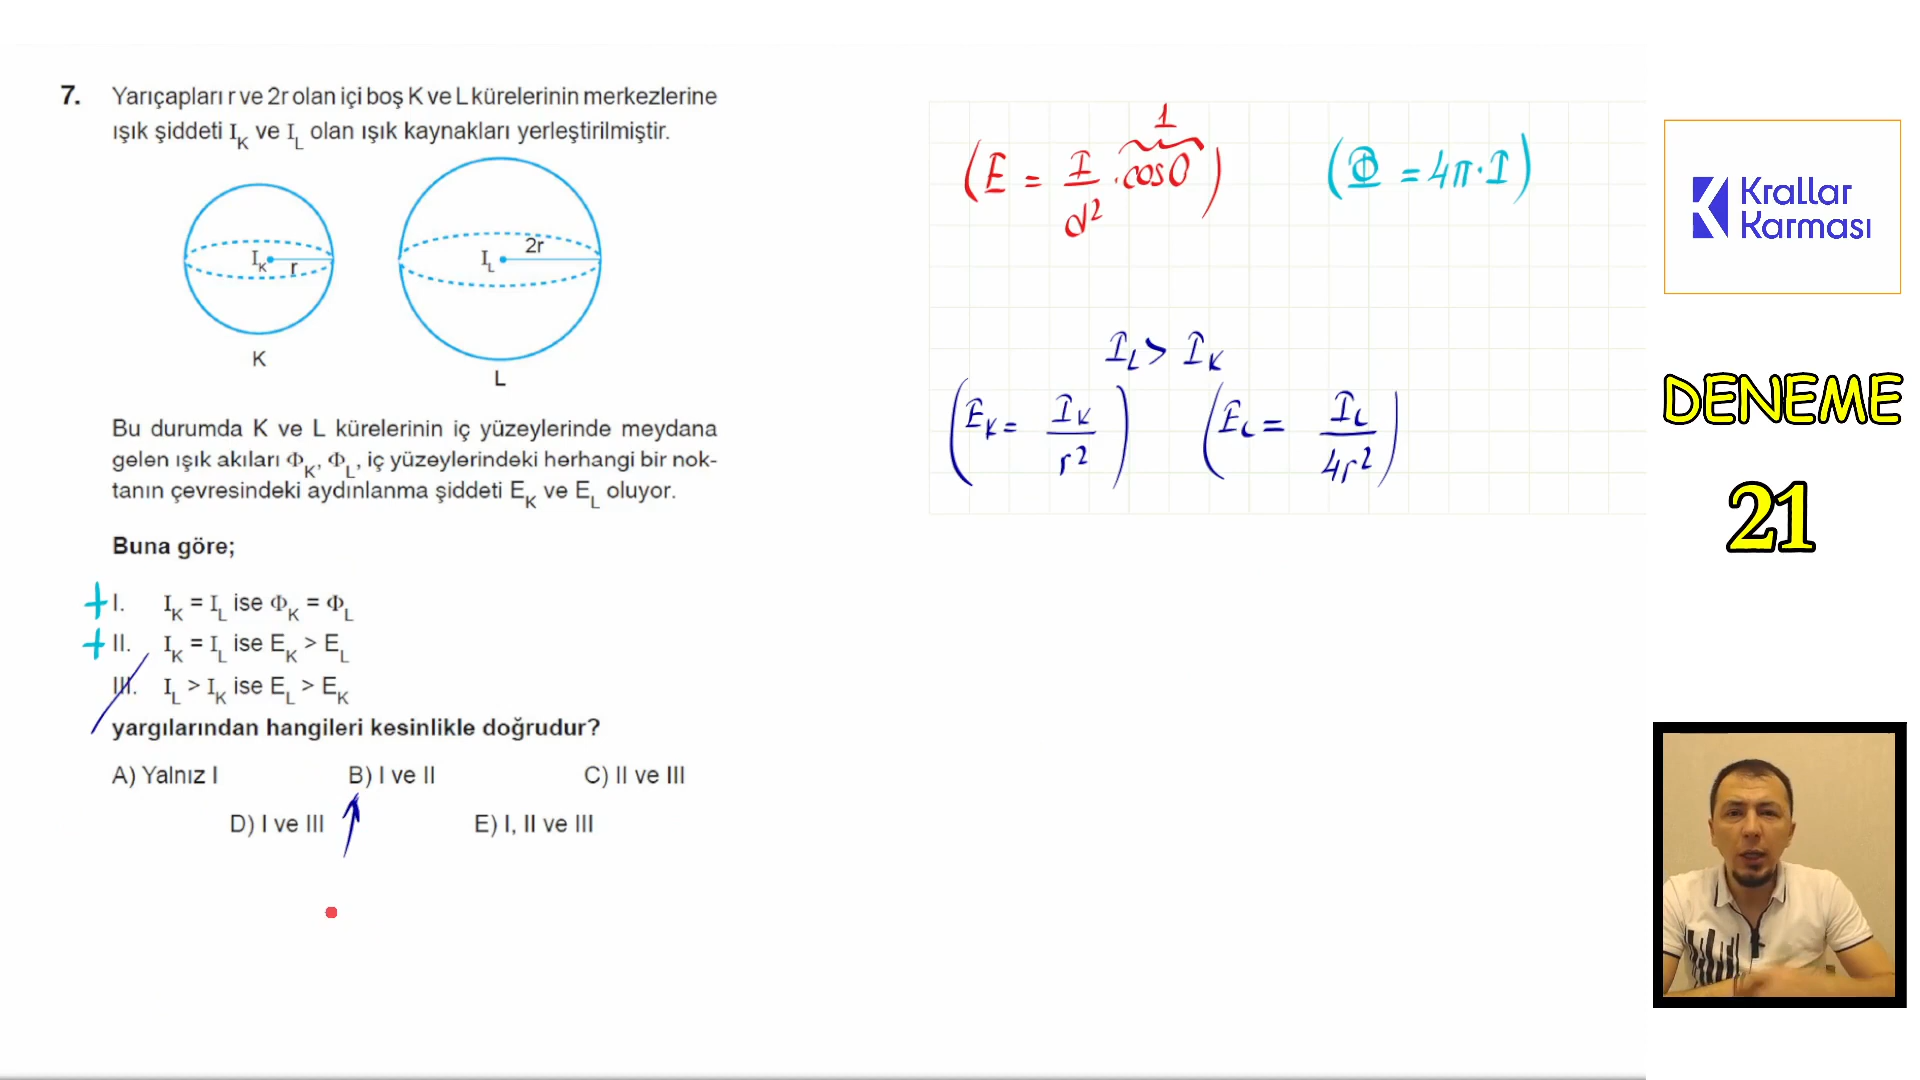 7. Yarıçapları r ve 2r olan içi boş K ve L kürelerinin merkezlerine
ışık şiddeti I_K ve I_L olan ışık kaynakları yerleştirilmiştir.
I_K r
K
I_L 2r
L
Bu durumda K ve L kürelerinin iç yüzeylerinde meydana
gelen ışık akıları Φ_K, Φ_L, iç yüzeylerindeki herhangi bir nok-
tanın çevresindeki aydınlanma şiddeti E_K ve E_L oluyor.
Buna göre;
+ I. I_K = I_L ise Φ_K = Φ_L
+ II. I_K = I_L ise E_K > E_L
III. I_L > I_K ise E_L > E_K
yargılarından hangileri kesinlikle doğrudur?
A) Yalnız I B) I ve II C) II ve III
D) I ve III E) I, II ve III
(E = I/d² . cosθ) 1
(Φ = 4π·I)
I_L > I_K
(E_K = I_K/r²) (E_L = I_L/4r²)
Krallar
Karması
DENEME
21